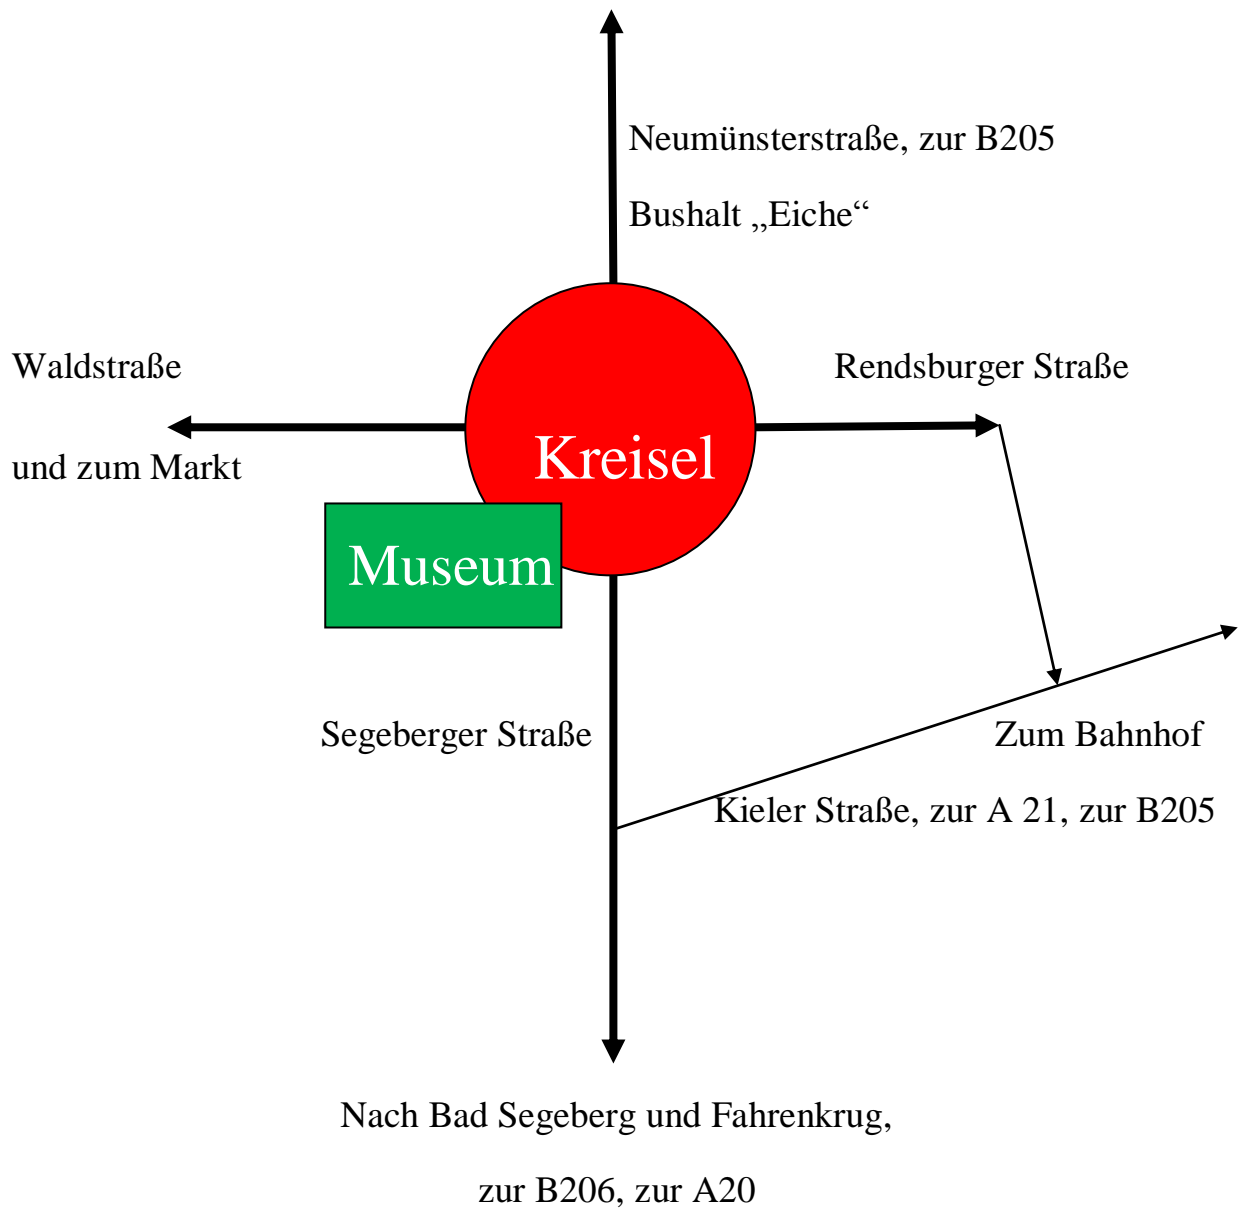 Neumünsterstraße, zur B205
Bushalt „Eiche“
Waldstraße
Rendsburger Straße
Kreisel
und zum Markt
Museum
Segeberger Straße
Zum Bahnhof
Kieler Straße, zur A 21, zur B205
Nach Bad Segeberg und Fahrenkrug,
zur B206, zur A20